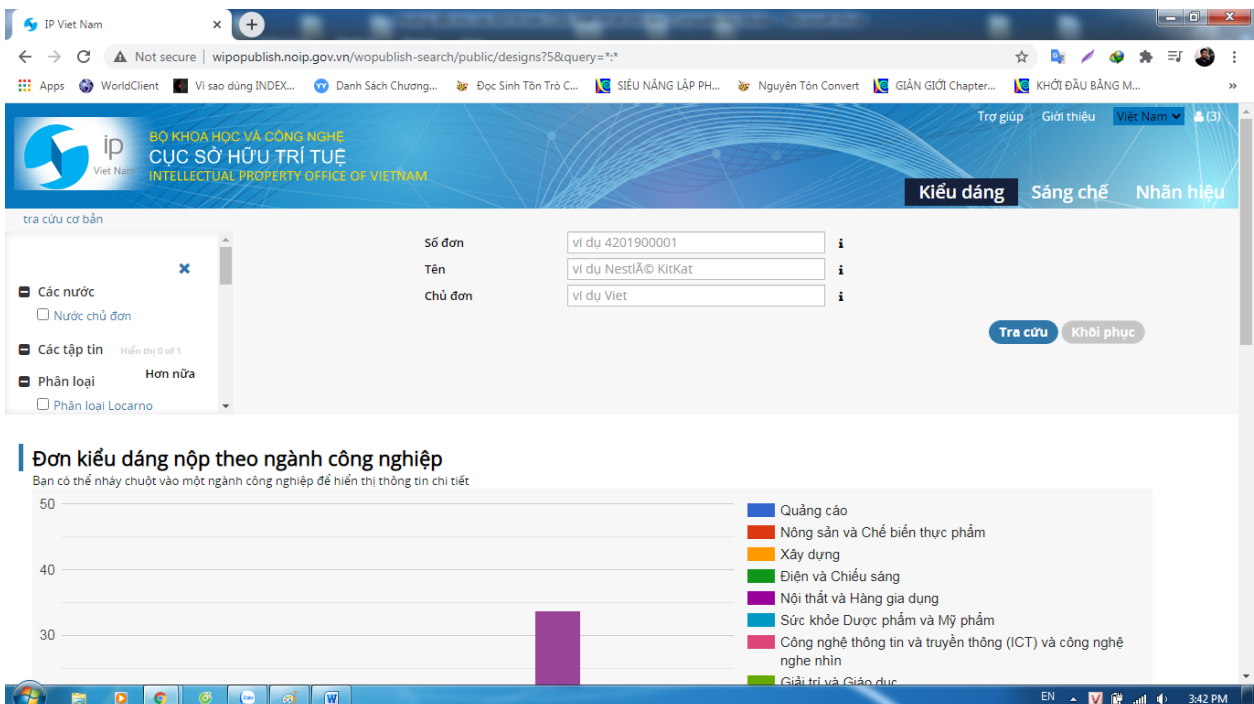 IP Viet Nam
Not secure | wipopublish.noip.gov.vn/wopublish-search/public/designs?5&query=*:*
Apps WorldClient Vì sao dùng INDEX... Danh Sách Chương... Đọc Sinh Tồn Trò C... SIÊU NĂNG LẬP PH... Nguyên Tôn Convert GIẢN GIỚI Chapter... KHỞI ĐẦU BẰNG M... »
Trợ giúp Giới thiệu Việt Nam (3)
BỘ KHOA HỌC VÀ CÔNG NGHỆ
CỤC SỞ HỮU TRÍ TUỆ
INTELLECTUAL PROPERTY OFFICE OF VIETNAM
ip
Viet Nam
Kiểu dáng Sáng chế Nhãn hiệu
tra cứu cơ bản
Số đơn ví dụ 4201900001 i
Tên ví dụ NestlÃ© KitKat i
Chủ đơn ví dụ Viet i
Tra cứu Khôi phục
Các nước
Nước chủ đơn
Các tập tin Hiển thị 0 of 1
Hơn nữa
Phân loại
Phân loại Locarno
Đơn kiểu dáng nộp theo ngành công nghiệp
Bạn có thể nháy chuột vào một ngành công nghiệp để hiển thị thông tin chi tiết
50
40
30
Quảng cáo
Nông sản và Chế biến thực phẩm
Xây dựng
Điện và Chiếu sáng
Nội thất và Hàng gia dụng
Sức khỏe Dược phẩm và Mỹ phẩm
Công nghệ thông tin và truyền thông (ICT) và công nghệ
nghe nhìn
Giải trí và Giáo dục
Zalo W EN V 3:42 PM